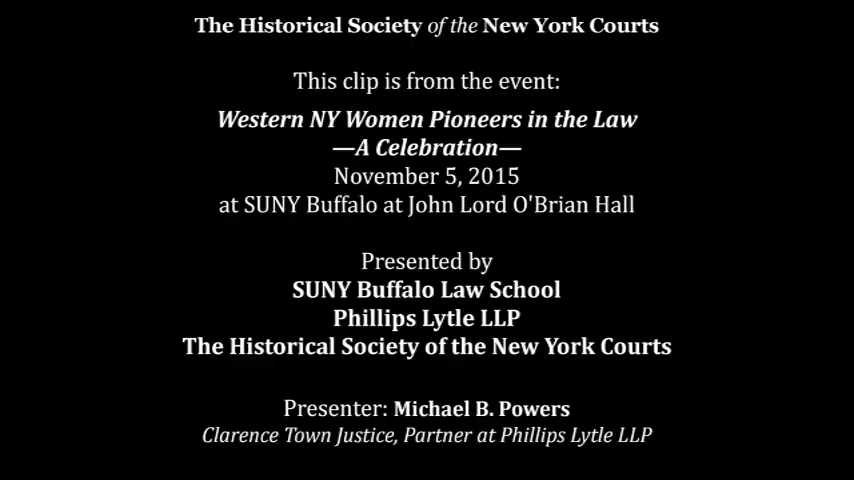 The Historical Society of the New York Courts
This clip is from the event:
Western NY Women Pioneers in the Law
—A Celebration—
November 5, 2015
at SUNY Buffalo at John Lord O'Brian Hall
Presented by
SUNY Buffalo Law School
Phillips Lytle LLP
The Historical Society of the New York Courts
Presenter: Michael B. Powers
Clarence Town Justice, Partner at Phillips Lytle LLP